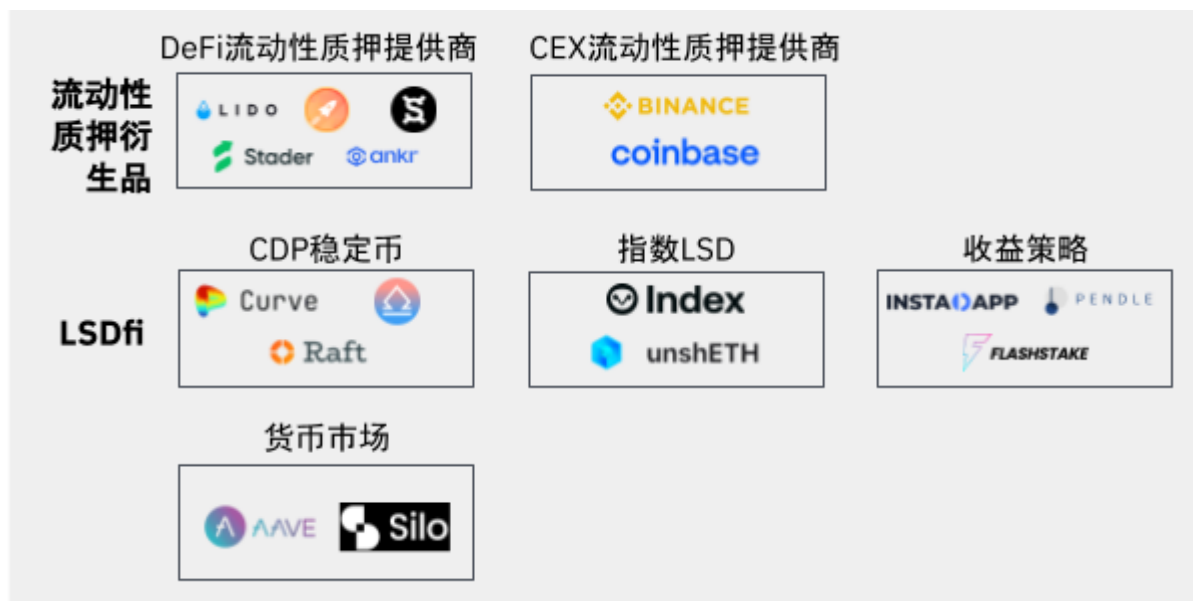 DeFi流动性质押提供商
CEX流动性质押提供商
流动性
质押衍
生品
LIDO
Stader
ankr
BINANCE
coinbase
CDP稳定币
指数LSD
收益策略
LSDfi
Curve
Raft
Index
unshETH
INSTADAPP
PENDLE
FLASHSTAKE
货币市场
AAVE
Silo